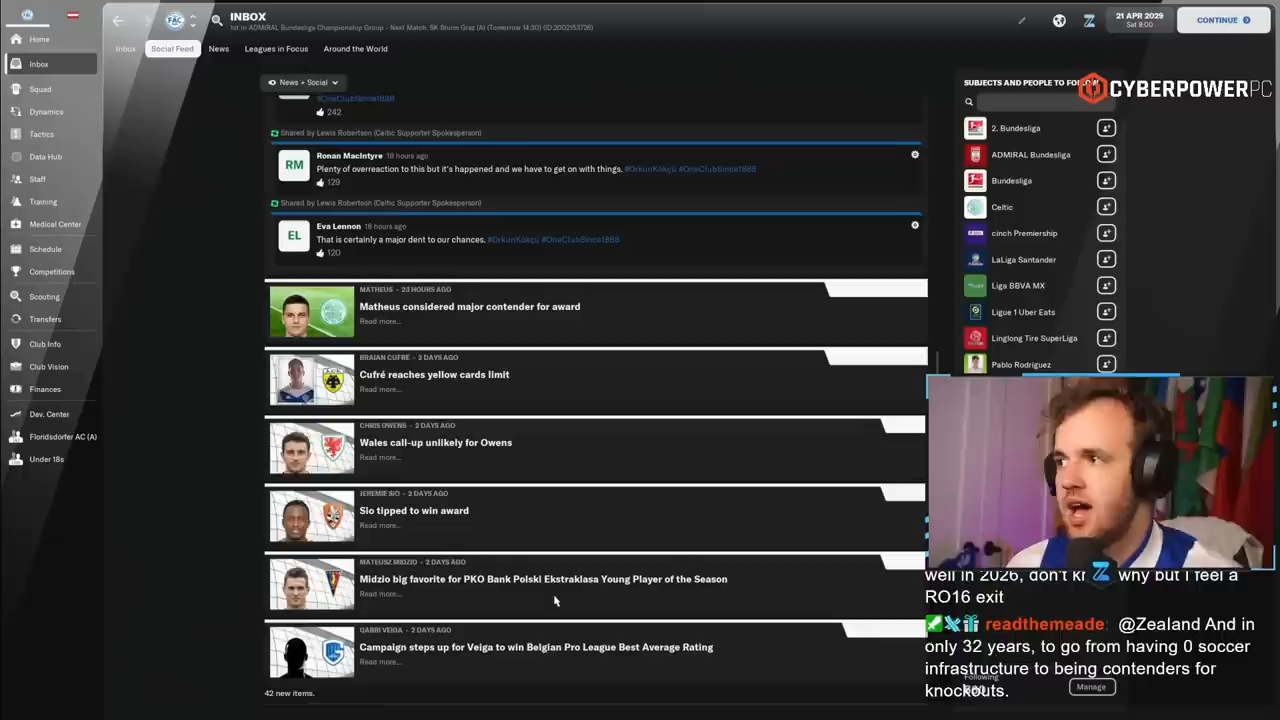 INBOX
1st in ADMIRAL Bundesliga Championship Group - Next Match: SK Sturm Graz (A) (Tomorrow 14:30) (ID:2002153726)
21 APR 2029
Sat 8:00
CONTINUE
Inbox
Social Feed
News
Leagues in Focus
Around the World
Home
Inbox
Squad
Dynamics
Tactics
Data Hub
Staff
Training
Medical Center
Schedule
Competitions
Scouting
Transfers
Club Info
Club Vision
Finances
Dev. Center
Floridsdorfer AC (A)
Under 18s
News + Social
#OneClubSince1888
242
Shared by Lewis Robertson (Celtic Supporter Spokesperson)
RM
Ronan MacIntyre 18 hours ago
Plenty of overreaction to this but it's happened and we have to get on with things. #OrkunKökçü #OneClubSince1888
129
Shared by Lewis Robertson (Celtic Supporter Spokesperson)
EL
Eva Lennon 18 hours ago
That is certainly a major dent to our chances. #OrkunKökçü #OneClubSince1888
120
MATHEUS - 23 HOURS AGO
Matheus considered major contender for award
Read more...
BRAIAN CUFRÉ - 2 DAYS AGO
Cufré reaches yellow cards limit
Read more...
CHRIS OWENS - 2 DAYS AGO
Wales call-up unlikely for Owens
Read more...
JEREMIE SIO - 2 DAYS AGO
Sio tipped to win award
Read more...
MATEUSZ MIDZIO - 2 DAYS AGO
Midzio big favorite for PKO Bank Polski Ekstraklasa Young Player of the Season
Read more...
GABRI VEIGA - 2 DAYS AGO
Campaign steps up for Veiga to win Belgian Pro League Best Average Rating
Read more...
42 new items.
SUBJECTS AND PEOPLE TO FOLLOW
CYBERPOWERPC
2. Bundesliga
ADMIRAL Bundesliga
Bundesliga
Celtic
cinch Premiership
LaLiga Santander
Liga BBVA MX
Ligue 1 Uber Eats
Linglong Tire SuperLiga
Pablo Rodríguez
well in 2026, don't know why but I feel a
RO16 exit
readthemeade: @Zealand And in
only 32 years, to go from having 0 soccer
infrastructure to being contenders for
knockouts.
Following
Manage